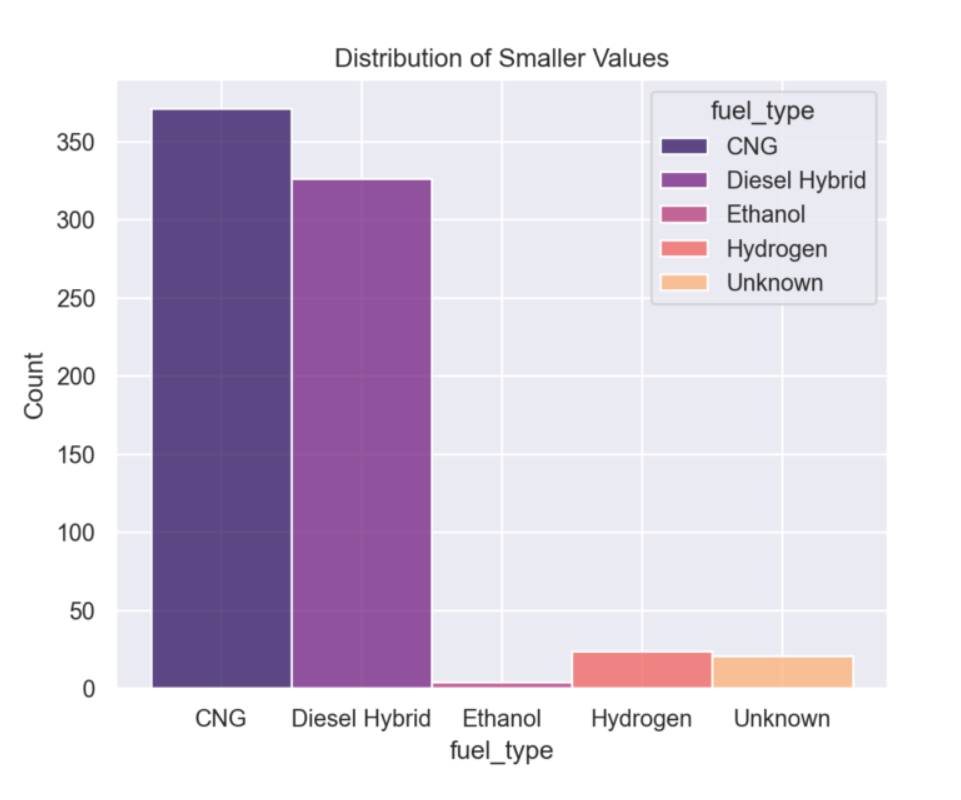 Distribution of Smaller Values
fuel_type
CNG
Diesel Hybrid
Ethanol
Hydrogen
Unknown
Count
350
300
250
200
150
100
50
0
CNG Diesel Hybrid Ethanol Hydrogen Unknown
fuel_type